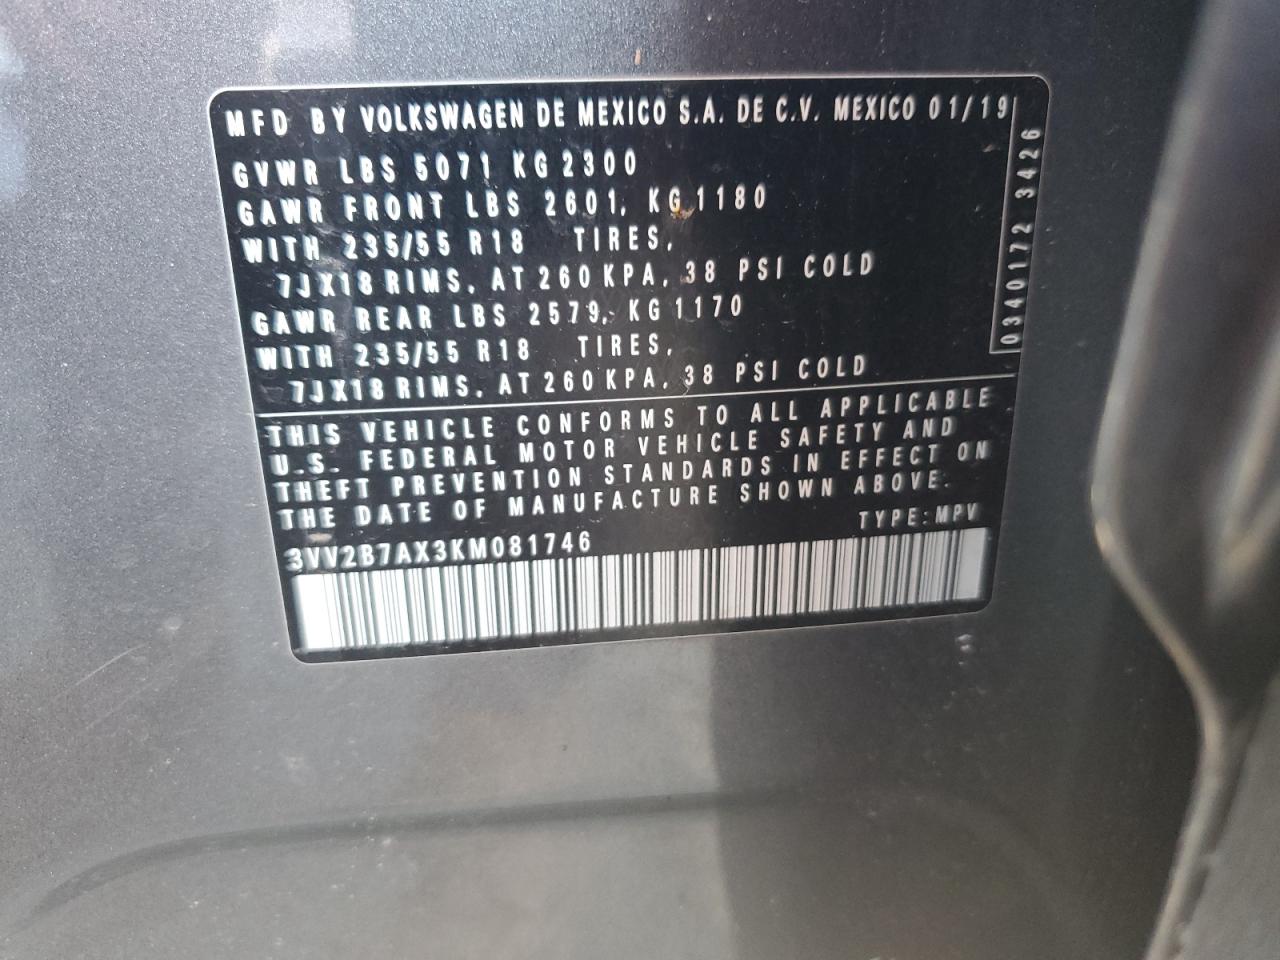 MFD BY VOLKSWAGEN DE MEXICO S.A. DE C.V. MEXICO 01/19
GVWR LBS 5071 KG 2300
GAWR FRONT LBS 2601, KG 1180
WITH 235/55 R18 TIRES,
7JX18 RIMS, AT 260 KPA, 38 PSI COLD
GAWR REAR LBS 2579, KG 1170
WITH 235/55 R18 TIRES,
7JX18 RIMS, AT 260 KPA, 38 PSI COLD
0340172 3426
THIS VEHICLE CONFORMS TO ALL APPLICABLE
U.S. FEDERAL MOTOR VEHICLE SAFETY AND
THEFT PREVENTION STANDARDS IN EFFECT ON
THE DATE OF MANUFACTURE SHOWN ABOVE.
TYPE: MPV
3VV2B7AX3KM081746